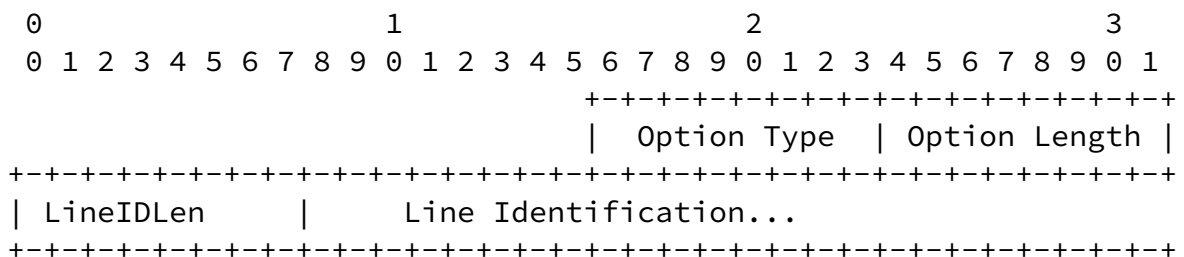 0                   1                   2                   3
 0 1 2 3 4 5 6 7 8 9 0 1 2 3 4 5 6 7 8 9 0 1 2 3 4 5 6 7 8 9 0 1
                                +-+-+-+-+-+-+-+-+-+-+-+-+-+-+-+-+
                                |  Option Type  | Option Length |
+-+-+-+-+-+-+-+-+-+-+-+-+-+-+-+-+-+-+-+-+-+-+-+-+-+-+-+-+-+-+-+-+
| LineIDLen     |     Line Identification...
+-+-+-+-+-+-+-+-+-+-+-+-+-+-+-+-+-+-+-+-+-+-+-+-+-+-+-+-+-+-+-+-+